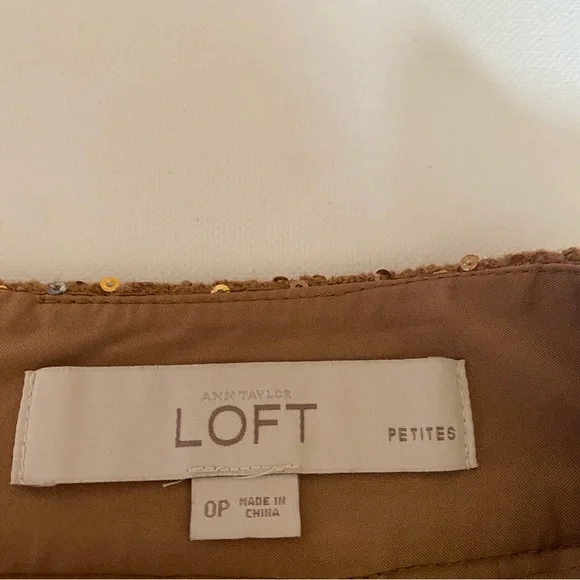 ANN TAYLOR
LOFT
PETITES
0P
MADE IN
CHINA